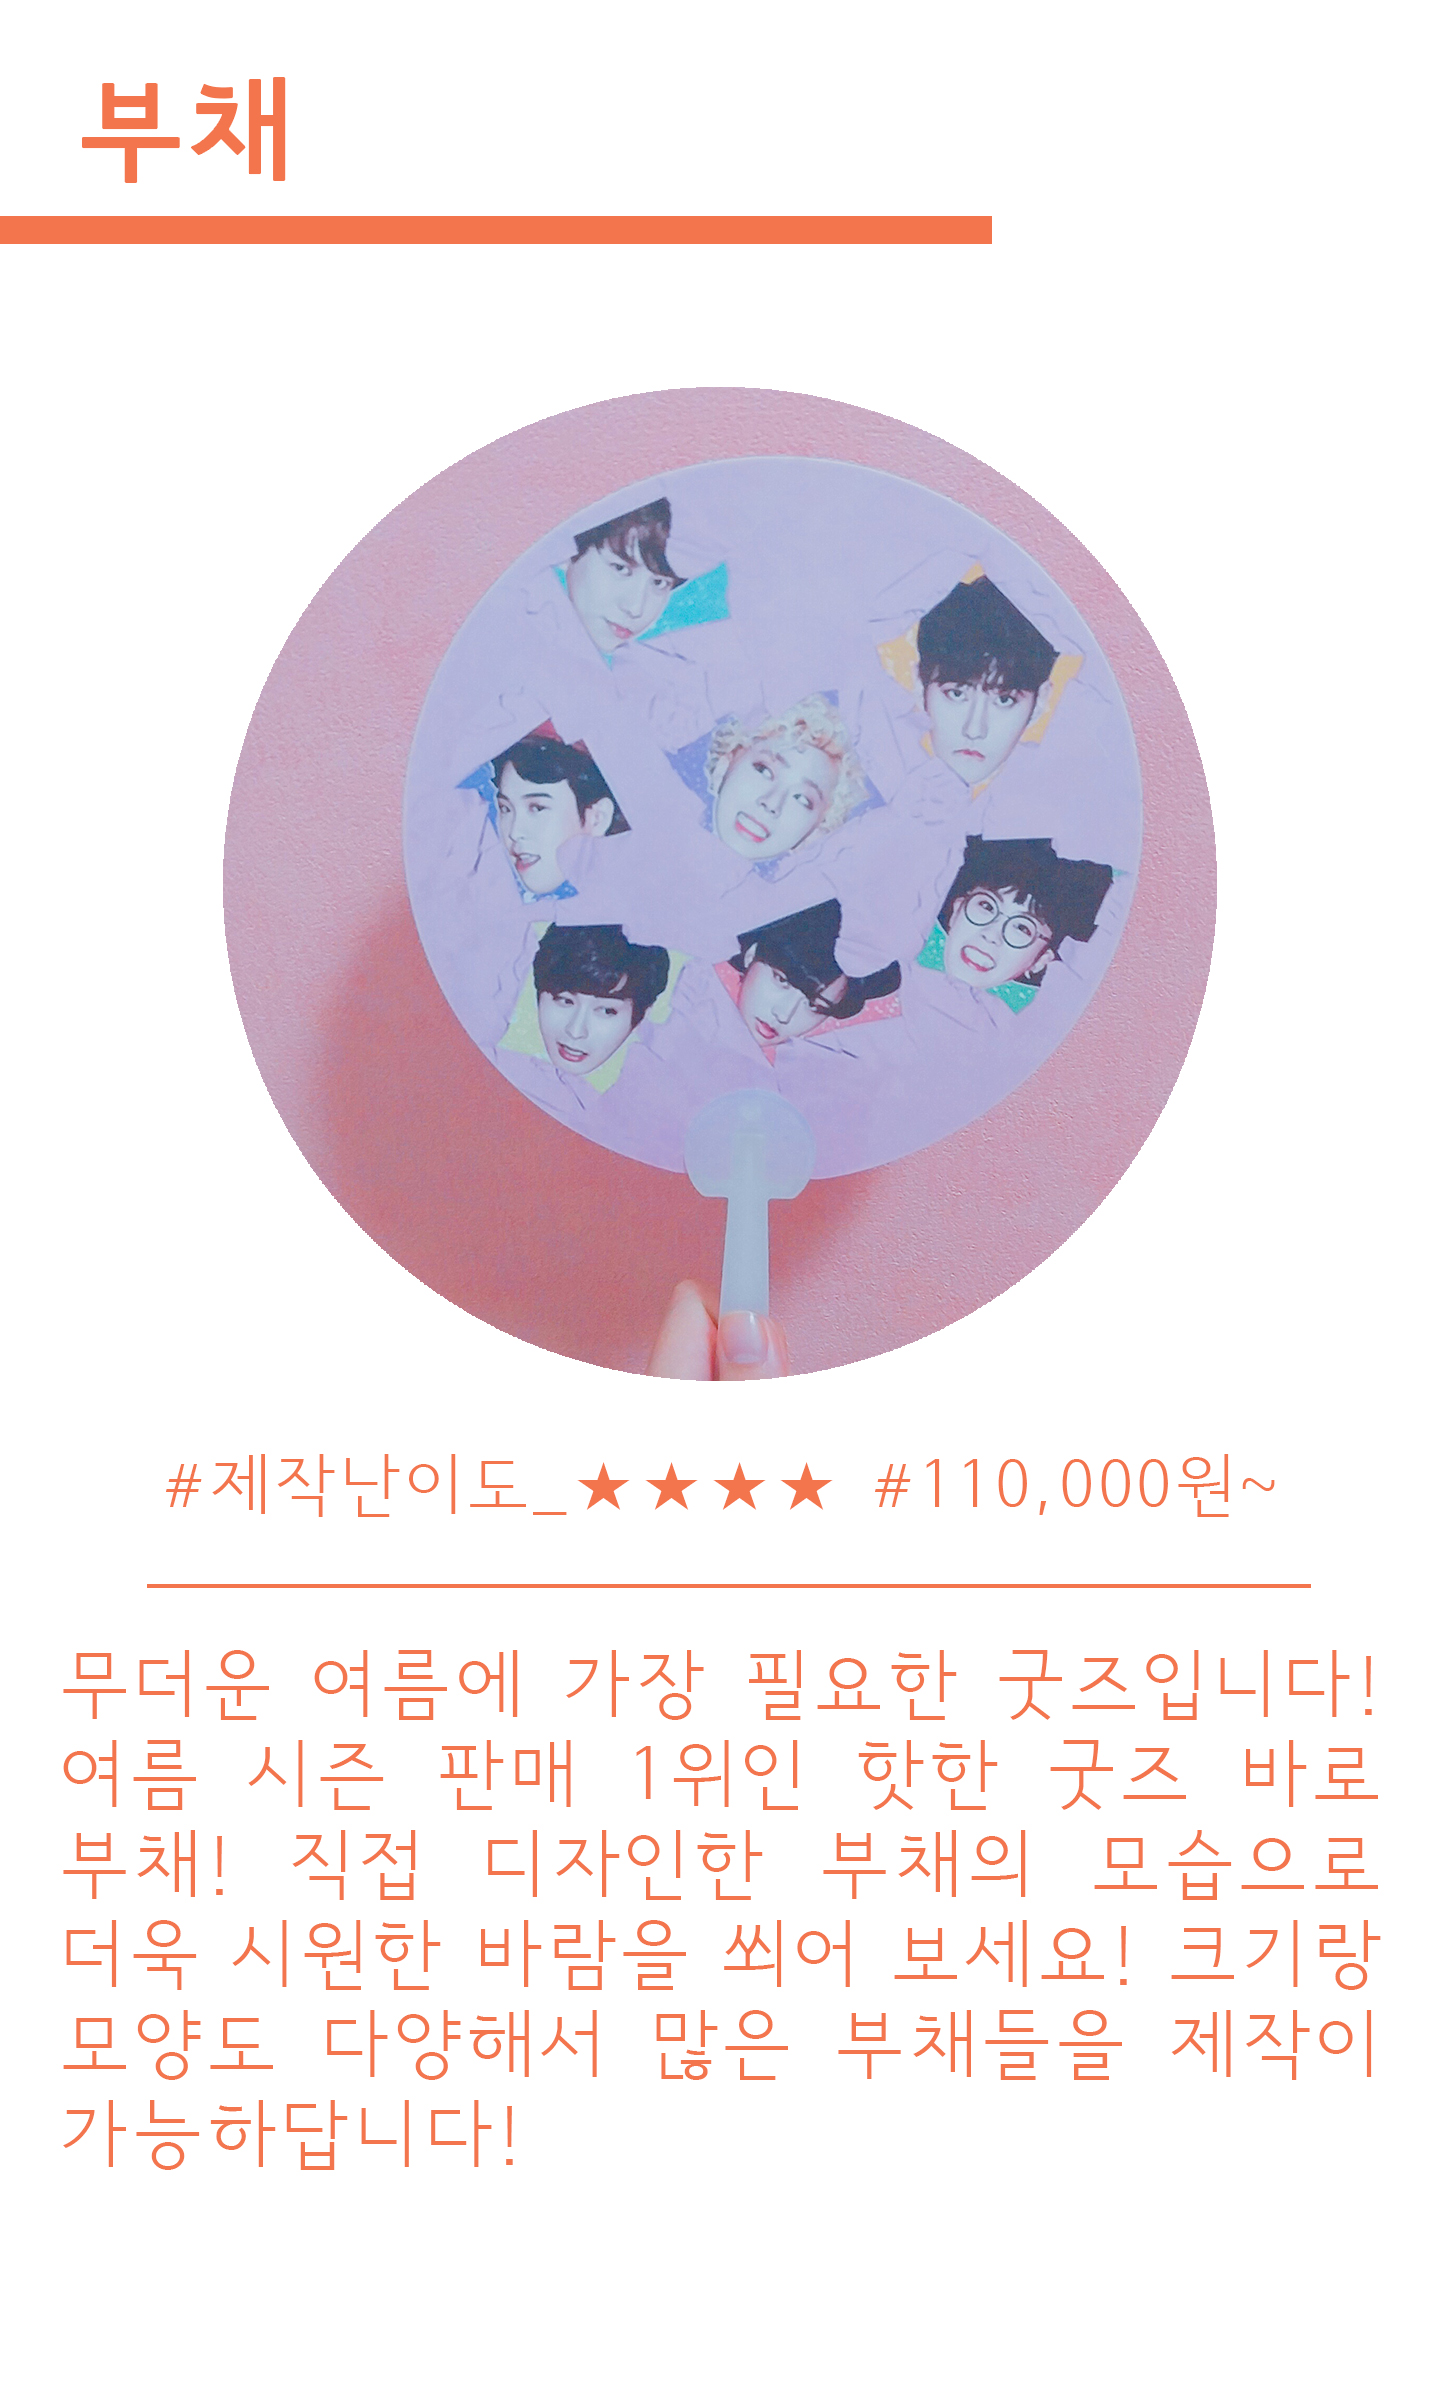 부채
#제작난이도_★★★★ #110,000원~
무더운 여름에 가장 필요한 굿즈입니다!
여름 시즌 판매 1위인 핫한 굿즈 바로
부채! 직접 디자인한 부채의 모습으로
더욱 시원한 바람을 쐬어 보세요! 크기랑
모양도 다양해서 많은 부채들을 제작이
가능하답니다!